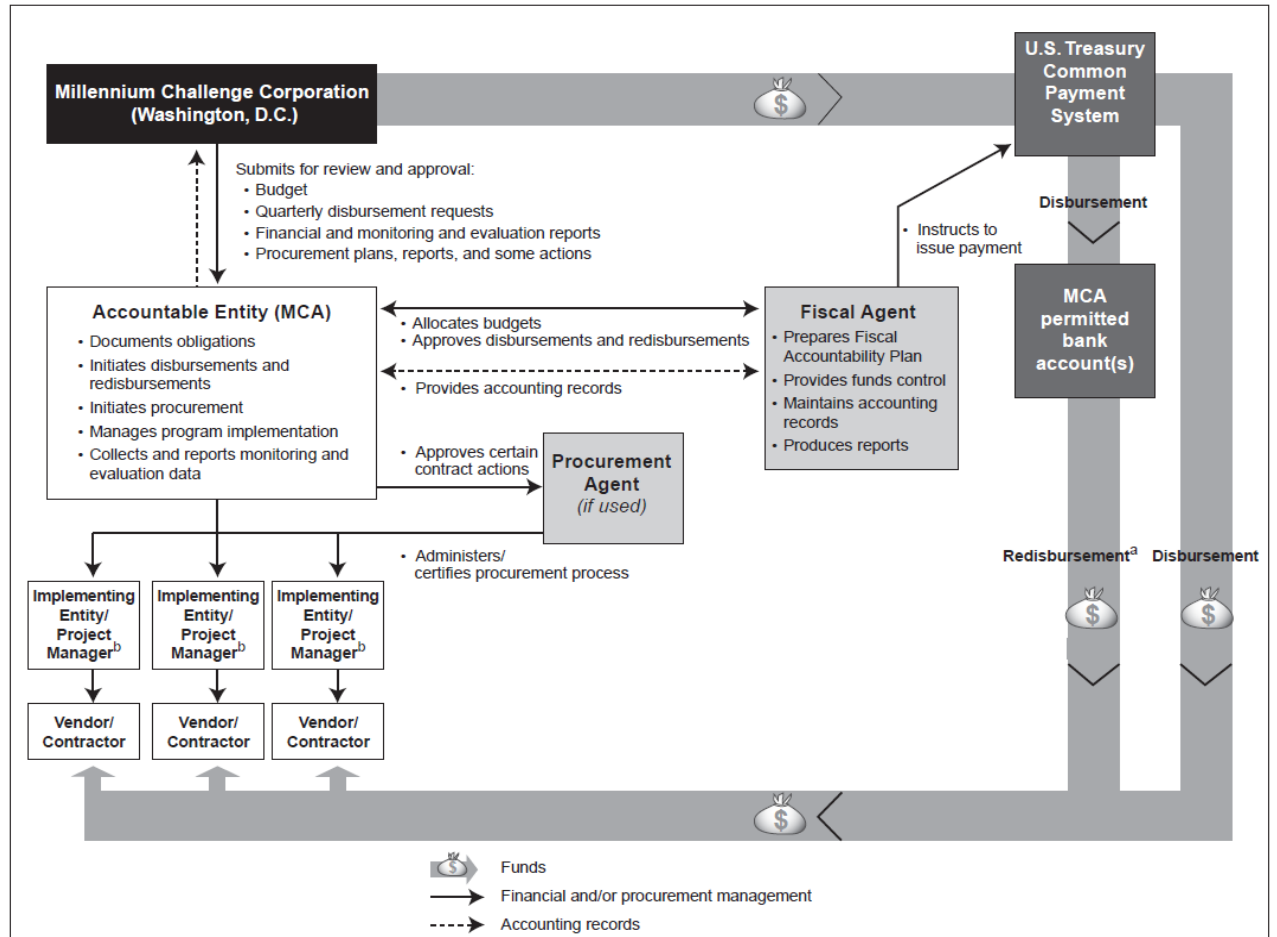 Millennium Challenge Corporation
(Washington, D.C.)
$
U.S. Treasury
Common
Payment
System
Submits for review and approval:
• Budget
• Quarterly disbursement requests
• Financial and monitoring and evaluation reports
• Procurement plans, reports, and some actions
• Instructs to
issue payment
Disbursement
Accountable Entity (MCA)
• Documents obligations
• Initiates disbursements and
redisbursements
• Initiates procurement
• Manages program implementation
• Collects and reports monitoring and
evaluation data
• Allocates budgets
• Approves disbursements and redisbursements
• Provides accounting records
Fiscal Agent
• Prepares Fiscal
Accountability Plan
• Provides funds control
• Maintains accounting
records
• Produces reports
MCA
permitted
bank
account(s)
• Approves certain
contract actions
Procurement
Agent
(if used)
• Administers/
certifies procurement process
Redisbursementa
Disbursement
$
$
Implementing
Entity/
Project
Managerb
Implementing
Entity/
Project
Managerb
Implementing
Entity/
Project
Managerb
Vendor/
Contractor
Vendor/
Contractor
Vendor/
Contractor
$
$
Funds
Financial and/or procurement management
Accounting records